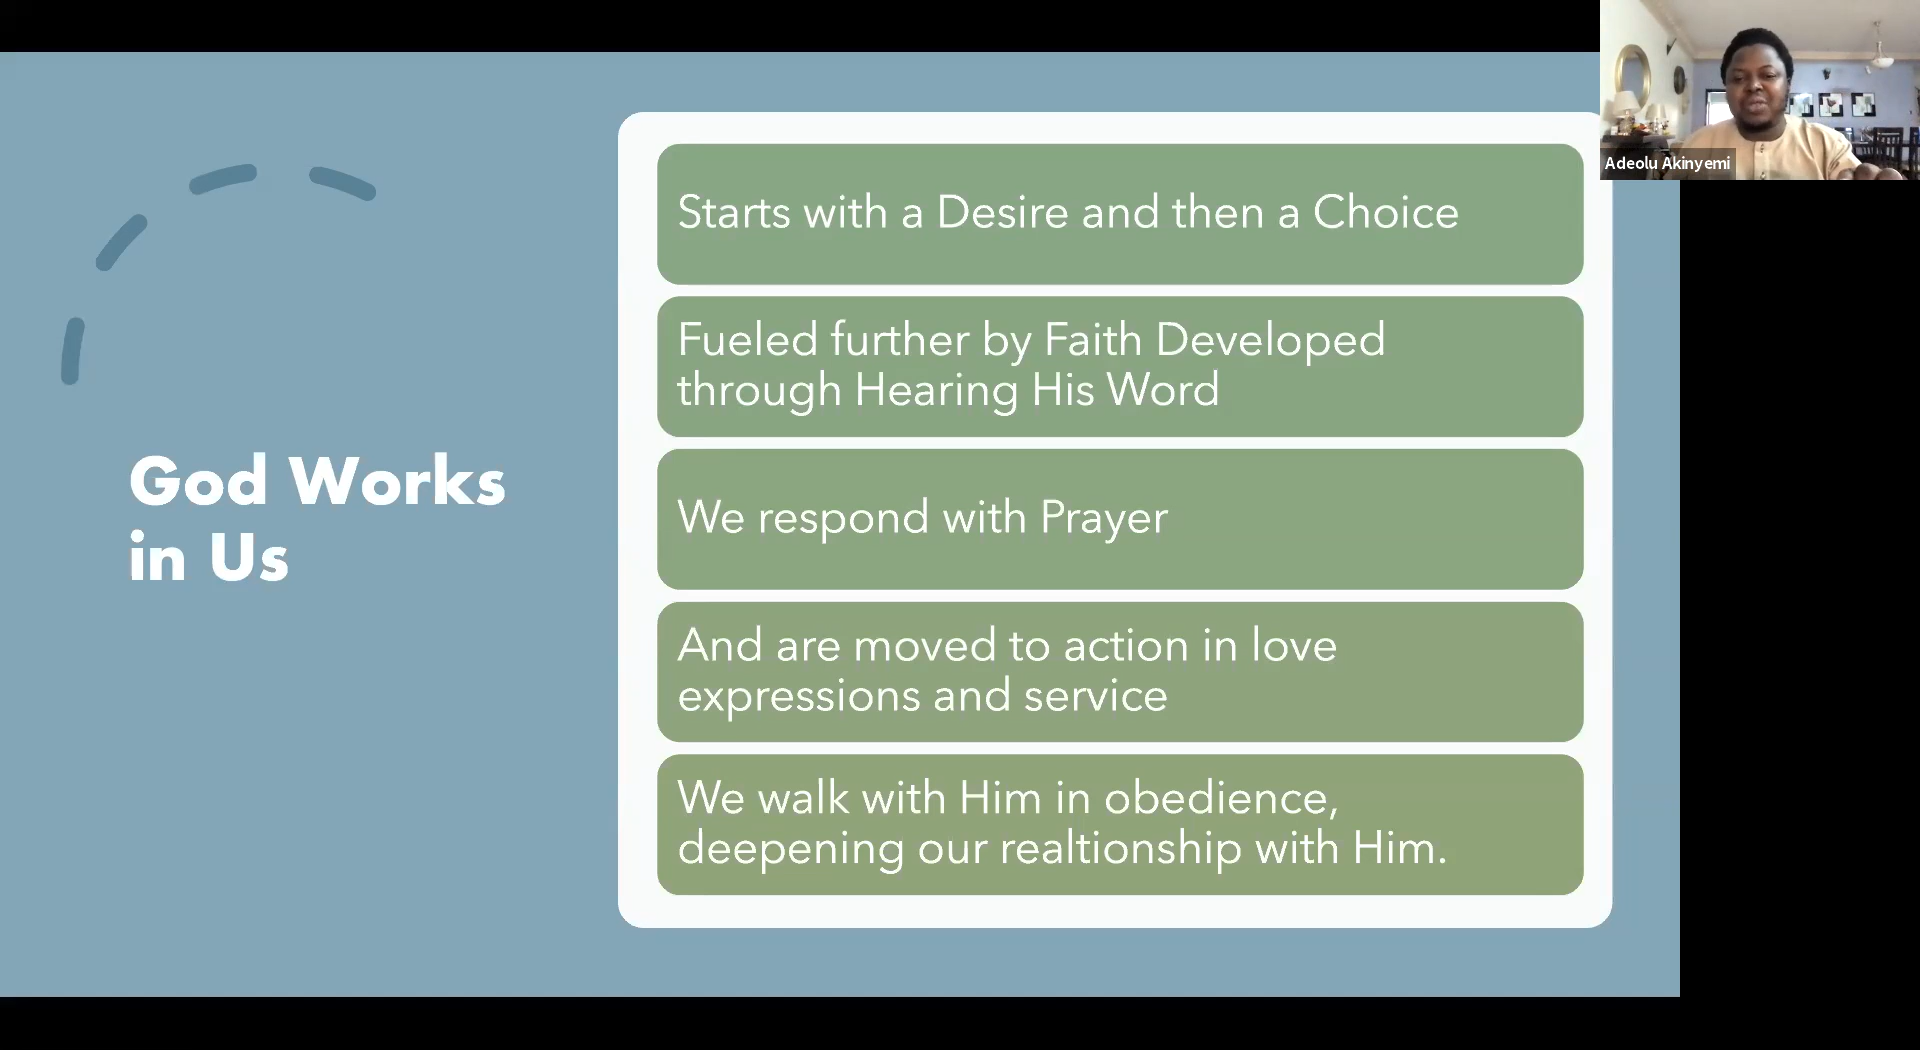 God Works
in Us
Starts with a Desire and then a Choice
Fueled further by Faith Developed
through Hearing His Word
We respond with Prayer
And are moved to action in love
expressions and service
We walk with Him in obedience,
deepening our realtionship with Him.
Adeolu Akinyemi